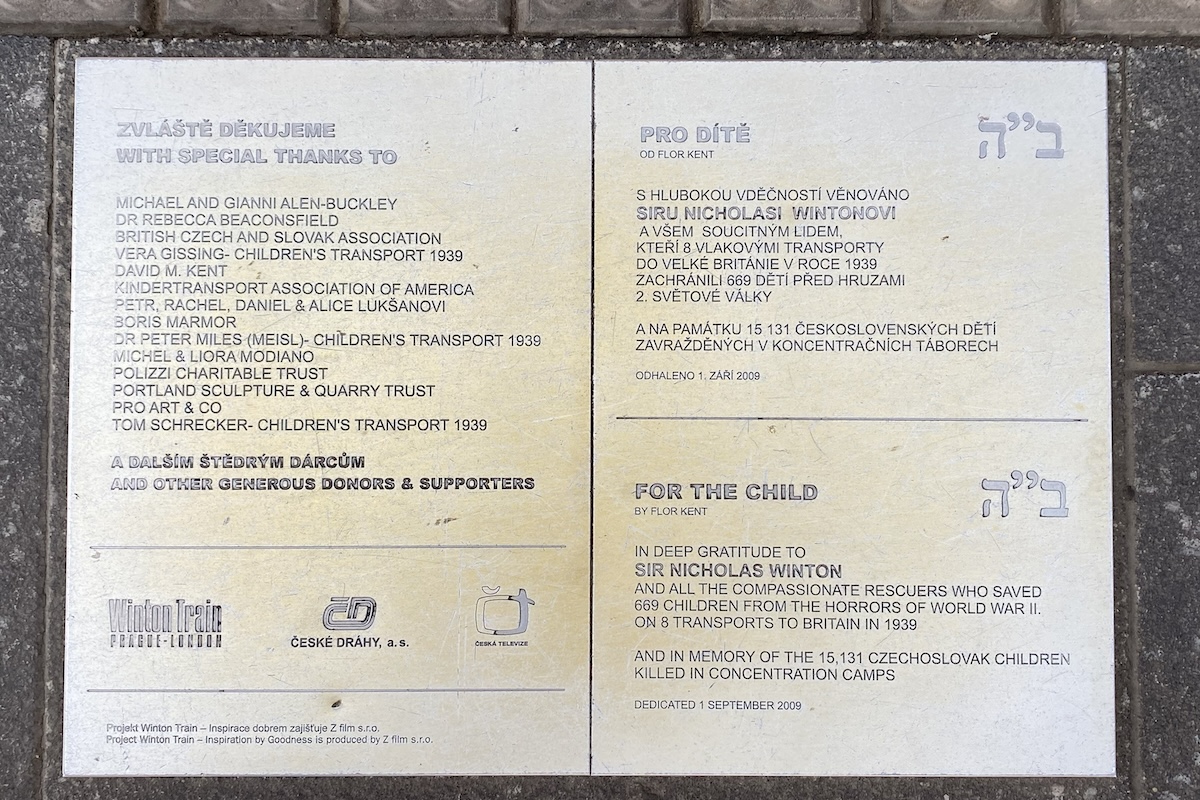 ZVLÁŠTĚ DĚKUJEME
WITH SPECIAL THANKS TO
MICHAEL AND GIANNI ALEN-BUCKLEY
DR REBECCA BEACONSFIELD
BRITISH CZECH AND SLOVAK ASSOCIATION
VERA GISSING- CHILDREN'S TRANSPORT 1939
DAVID M. KENT
KINDERTRANSPORT ASSOCIATION OF AMERICA
PETR, RACHEL, DANIEL & ALICE LUKŠANOVI
BORIS MARMOR
DR PETER MILES (MEISL)- CHILDREN'S TRANSPORT 1939
MICHEL & LIORA MODIANO
POLIZZI CHARITABLE TRUST
PORTLAND SCULPTURE & QUARRY TRUST
PRO ART & CO
TOM SCHRECKER- CHILDREN'S TRANSPORT 1939
A DALŠÍM ŠTĚDRÝM DÁRCŮM
AND OTHER GENEROUS DONORS & SUPPORTERS
Winton Train
PRAGUE-LONDON
ČD
ČESKÉ DRÁHY, a.s.
ČT
ČESKÁ TELEVIZE
Projekt Winton Train – Inspirace dobrem zajišťuje Z film s.r.o.
Project Winton Train – Inspiration by Goodness is produced by Z film s.r.o.
PRO DÍTĚ
OD FLOR KENT
ב״ה
S HLUBOKOU VDĚČNOSTÍ VĚNOVÁNO
SIRU NICHOLASI WINTONOVI
A VŠEM SOUCITNÝM LIDEM,
KTEŘÍ 8 VLAKOVÝMI TRANSPORTY
DO VELKÉ BRITÁNIE V ROCE 1939
ZACHRÁNILI 669 DĚTÍ PŘED HRUZAMI
2. SVĚTOVÉ VÁLKY
A NA PAMÁTKU 15 131 ČESKOSLOVENSKÝCH DĚTÍ
ZAVRAŽDĚNÝCH V KONCENTRAČNÍCH TÁBORECH
ODHALENO 1. ZÁŘÍ 2009
FOR THE CHILD
BY FLOR KENT
ב״ה
IN DEEP GRATITUDE TO
SIR NICHOLAS WINTON
AND ALL THE COMPASSIONATE RESCUERS WHO SAVED
669 CHILDREN FROM THE HORRORS OF WORLD WAR II.
ON 8 TRANSPORTS TO BRITAIN IN 1939
AND IN MEMORY OF THE 15,131 CZECHOSLOVAK CHILDREN
KILLED IN CONCENTRATION CAMPS
DEDICATED 1 SEPTEMBER 2009